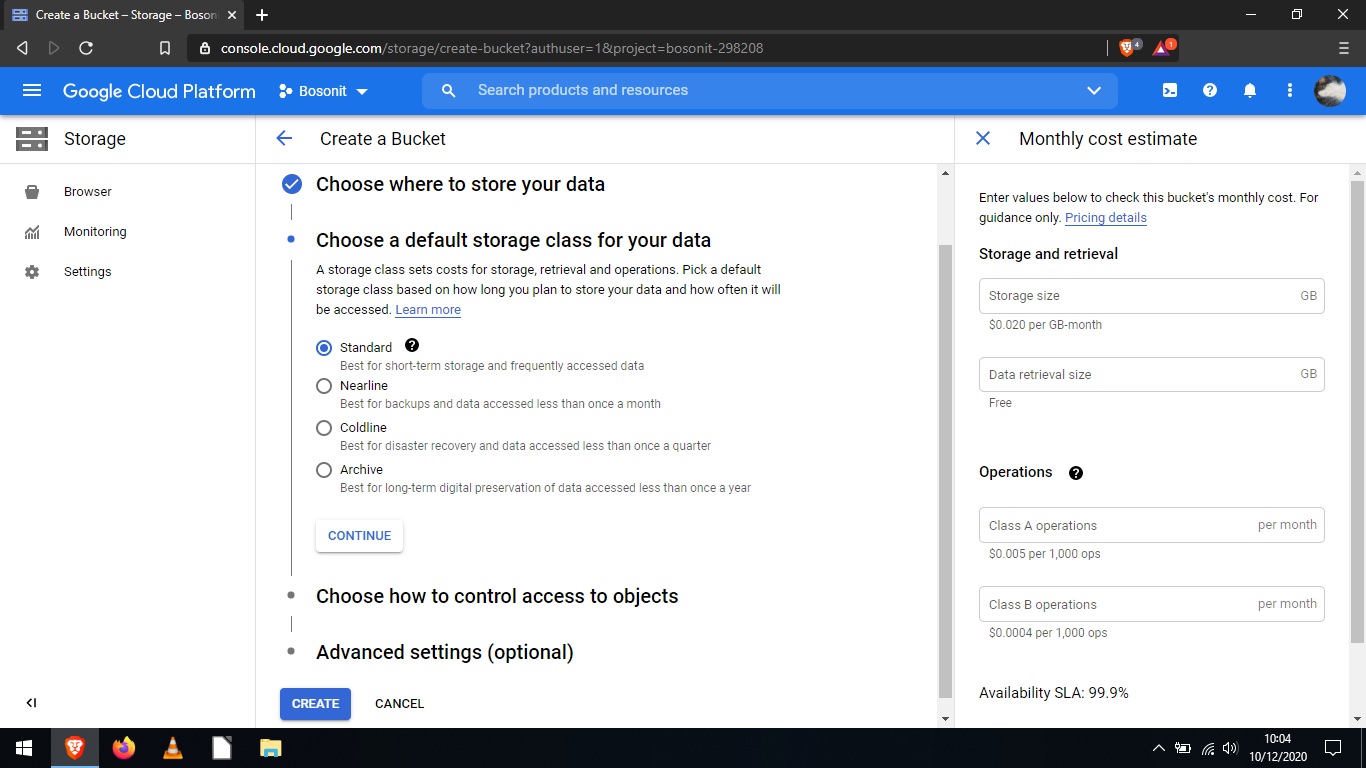 Create a Bucket – Storage – Boson
console.cloud.google.com/storage/create-bucket?authuser=1&project=bosonit-298208
4
1
Google Cloud Platform
Bosonit
Search products and resources
Storage
Create a Bucket
Monthly cost estimate
Browser
Monitoring
Settings
Choose where to store your data
Choose a default storage class for your data
A storage class sets costs for storage, retrieval and operations. Pick a default
storage class based on how long you plan to store your data and how often it will
be accessed. Learn more
Standard
Best for short-term storage and frequently accessed data
Nearline
Best for backups and data accessed less than once a month
Coldline
Best for disaster recovery and data accessed less than once a quarter
Archive
Best for long-term digital preservation of data accessed less than once a year
CONTINUE
Choose how to control access to objects
Advanced settings (optional)
CREATE
CANCEL
Enter values below to check this bucket's monthly cost. For
guidance only. Pricing details
Storage and retrieval
Storage size GB
$0.020 per GB-month
Data retrieval size GB
Free
Operations
Class A operations per month
$0.005 per 1,000 ops
Class B operations per month
$0.0004 per 1,000 ops
Availability SLA: 99.9%
10:04
10/12/2020